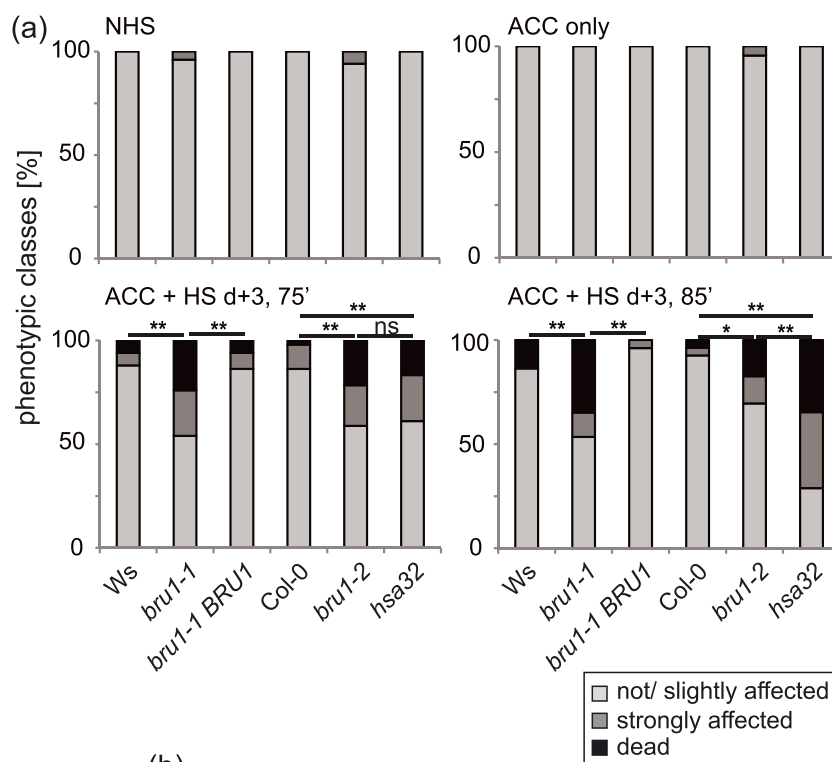 (a)
NHS
ACC only
phenotypic classes [%]
100
50
0
100
50
0
ACC + HS d+3, 75’
ACC + HS d+3, 85’
** ** ** ** ns
** ** ** * **
100
50
0
100
50
0
Ws
bru1-1
bru1-1 BRU1
Col-0
bru1-2
hsa32
Ws
bru1-1
bru1-1 BRU1
Col-0
bru1-2
hsa32
not/ slightly affected
strongly affected
dead